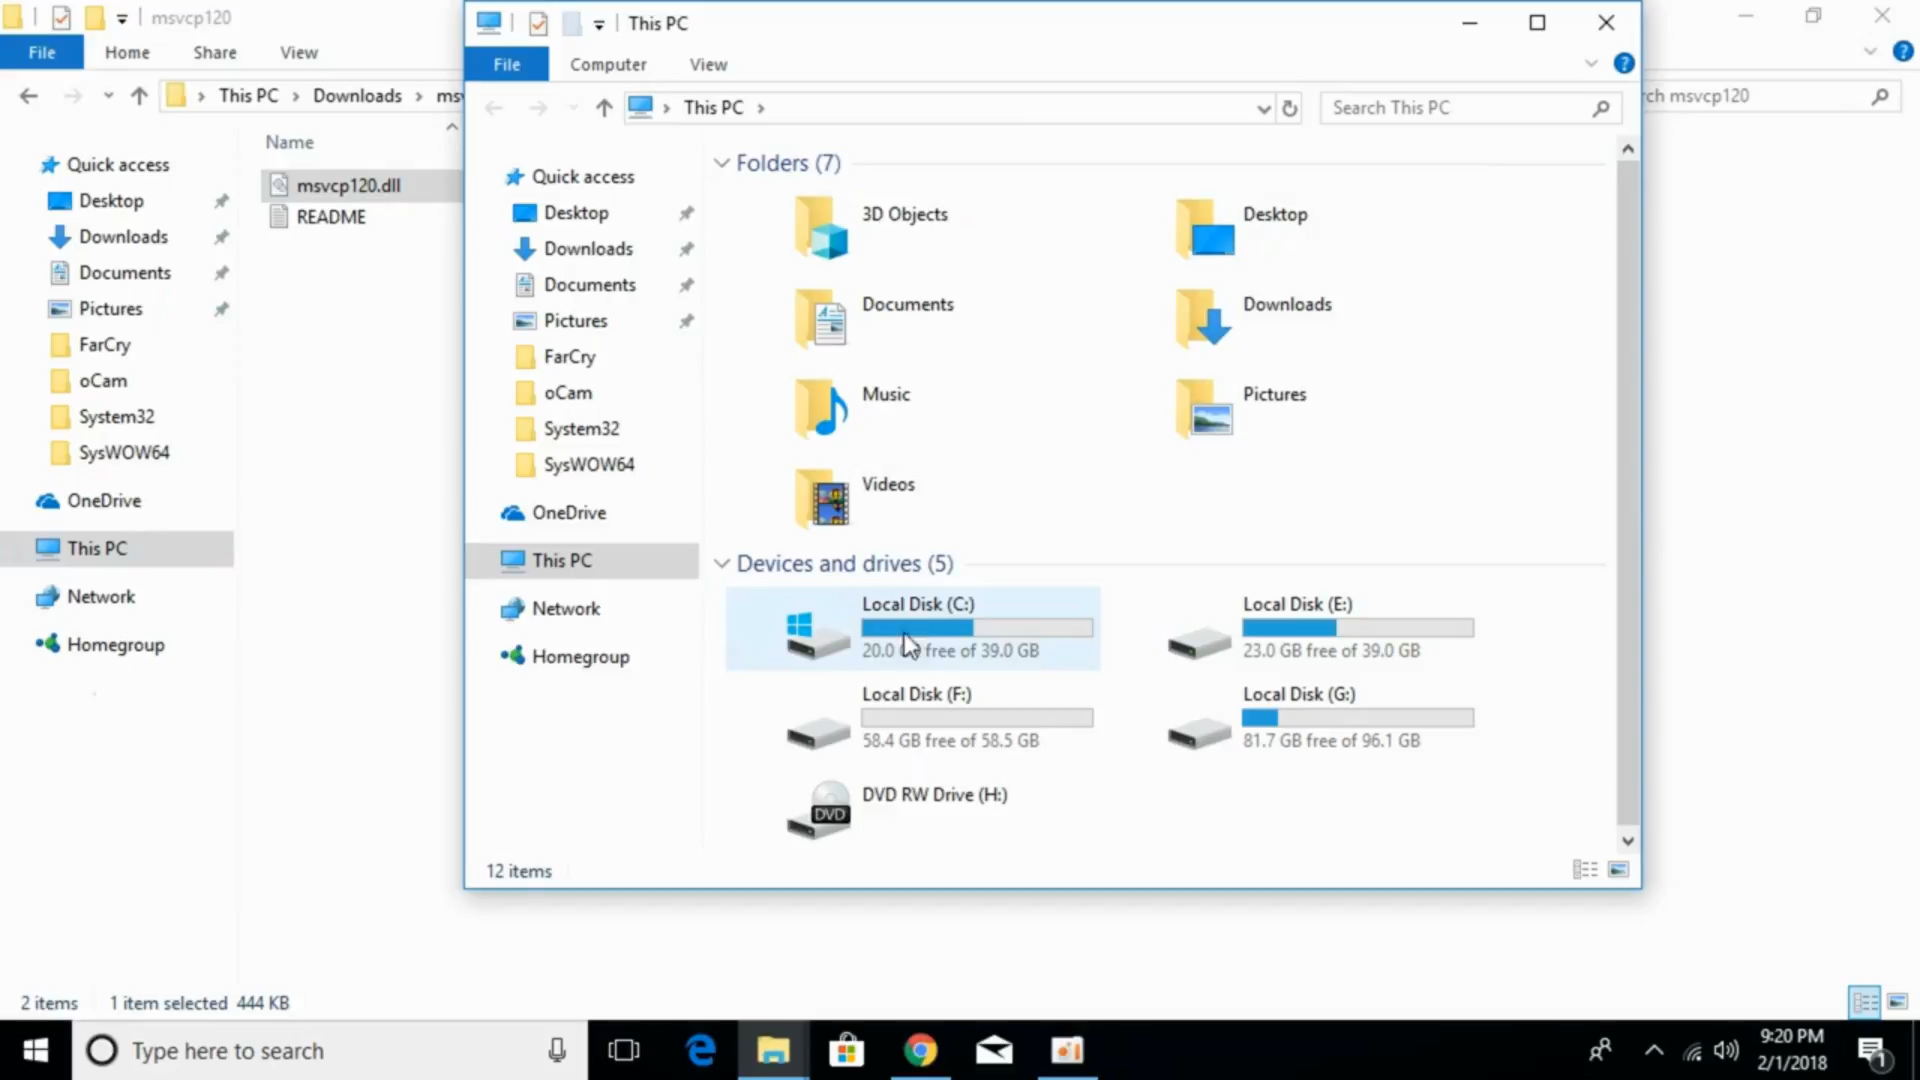 msvcp120
File
Home
Share
View
This PC
Downloads
rch msvcp120
Name
msvcp120.dll
README
Quick access
Desktop
Downloads
Documents
Pictures
FarCry
oCam
System32
SysWOW64
OneDrive
This PC
Network
Homegroup
2 items
1 item selected 444 KB
This PC
File
Computer
View
This PC
Search This PC
Quick access
Desktop
Downloads
Documents
Pictures
FarCry
oCam
System32
SysWOW64
OneDrive
This PC
Network
Homegroup
Folders (7)
3D Objects
Desktop
Documents
Downloads
Music
Pictures
Videos
Devices and drives (5)
Local Disk (C:)
20.0 free of 39.0 GB
Local Disk (E:)
23.0 GB free of 39.0 GB
Local Disk (F:)
58.4 GB free of 58.5 GB
Local Disk (G:)
81.7 GB free of 96.1 GB
DVD
DVD RW Drive (H:)
12 items
Type here to search
9:20 PM
2/1/2018
1